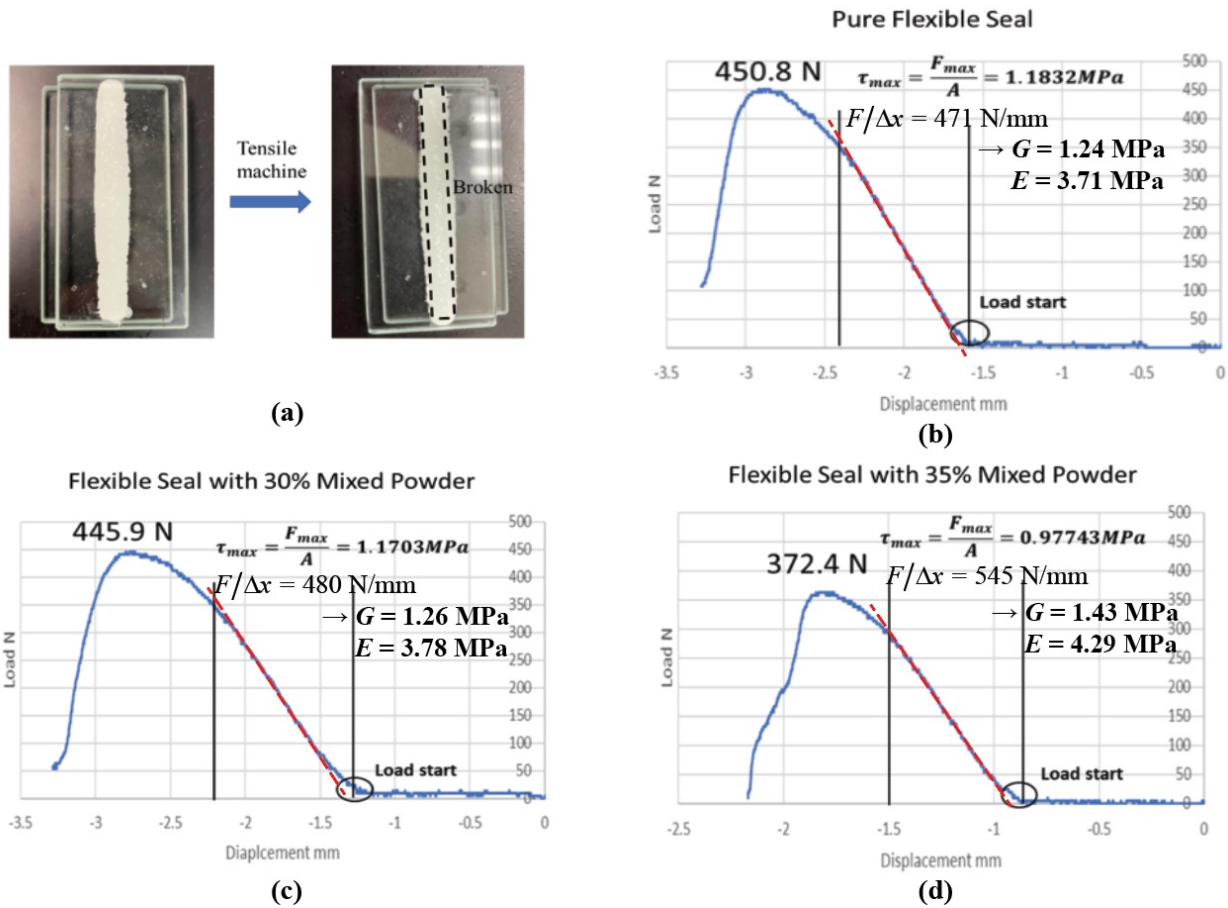 Tensile
machine
Broken
(a)
Pure Flexible Seal
450.8 N
τmax = Fmax/A = 1.1832MPa
F/Δx = 471 N/mm
→ G = 1.24 MPa
E = 3.71 MPa
Load start
Load N
500
450
400
350
300
250
200
150
100
50
0
-3.5 -3 -2.5 -2 -1.5 -1 -0.5 0
Displacement mm
(b)
Flexible Seal with 30% Mixed Powder
445.9 N
τmax = Fmax/A = 1.1703MPa
F/Δx = 480 N/mm
→ G = 1.26 MPa
E = 3.78 MPa
Load start
Load N
500
450
400
350
300
250
200
150
100
50
0
-3.5 -3 -2.5 -2 -1.5 -1 -0.5 0
Diaplcement mm
(c)
Flexible Seal with 35% Mixed Powder
372.4 N
τmax = Fmax/A = 0.97743MPa
F/Δx = 545 N/mm
→ G = 1.43 MPa
E = 4.29 MPa
Load start
Load N
500
450
400
350
300
250
200
150
100
50
0
-2.5 -2 -1.5 -1 -0.5 0
Displacement mm
(d)